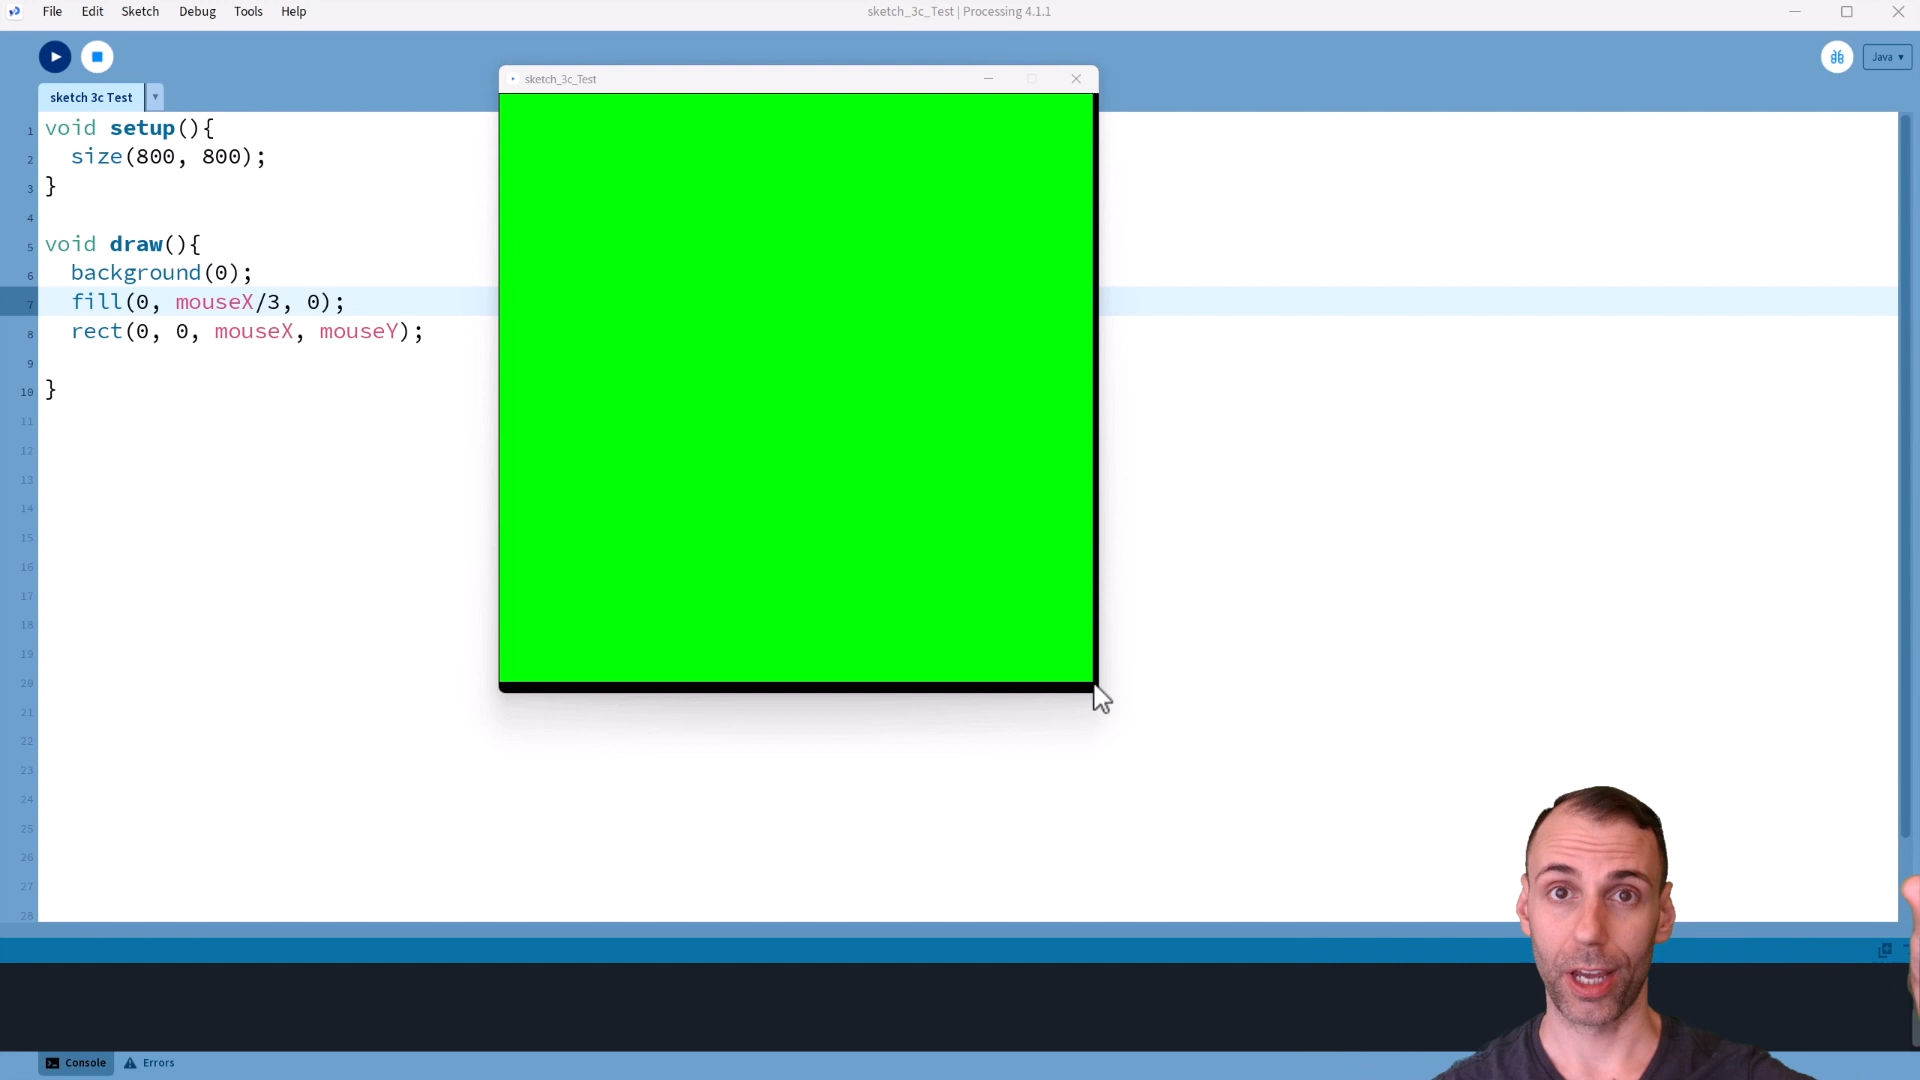 File Edit Sketch Debug Tools Help
sketch_3c_Test | Processing 4.1.1
Java ▾
sketch_3c_Test
sketch 3c Test ▾
1 void setup(){
2 size(800, 800);
3 }
4
5 void draw(){
6 background(0);
7 fill(0, mouseX/3, 0);
8 rect(0, 0, mouseX, mouseY);
9
10 }
11
12
13
14
15
16
17
18
19
20
21
22
23
24
25
26
27
28
Console Errors